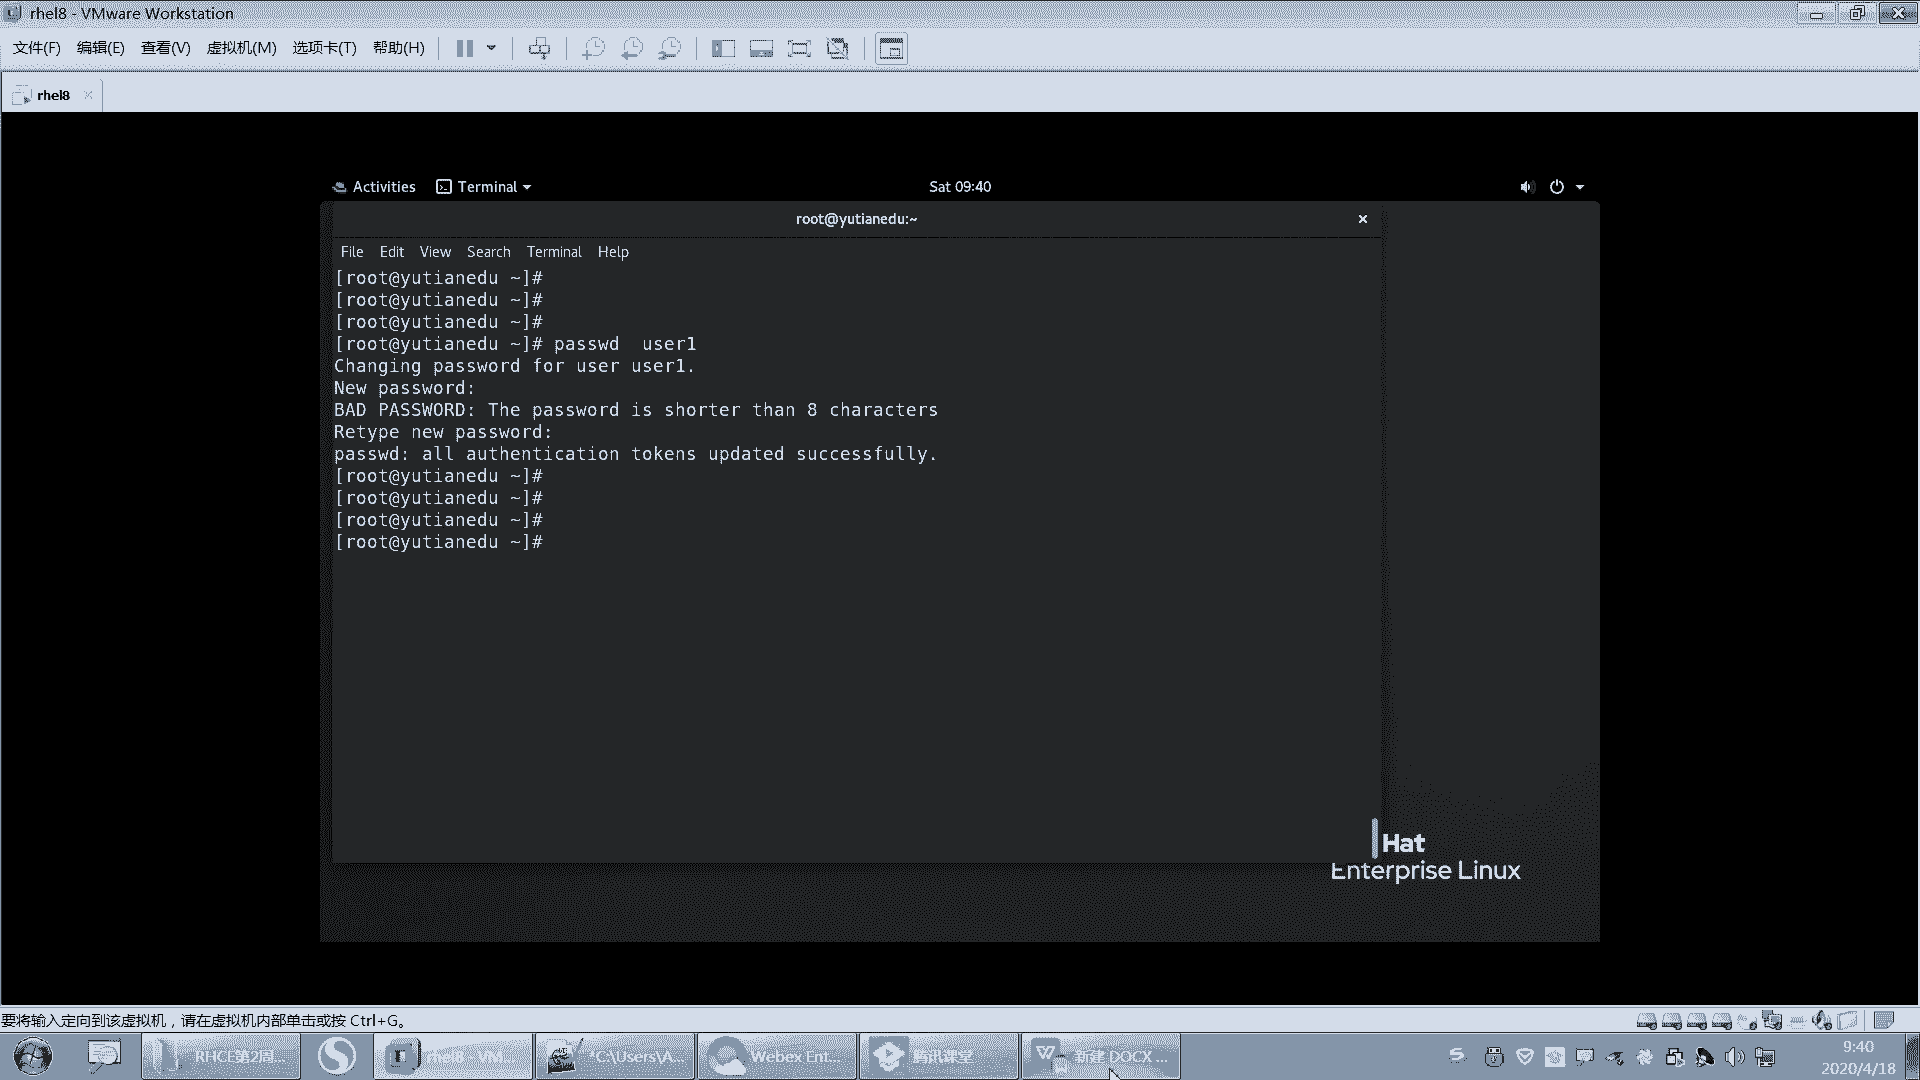 rhel8 - VMware Workstation
文件(F) 编辑(E) 查看(V) 虚拟机(M) 选项卡(T) 帮助(H)
rhel8
Activities Terminal Sat 09:40
root@yutianedu:~
File Edit View Search Terminal Help
[root@yutianedu ~]#
[root@yutianedu ~]#
[root@yutianedu ~]#
[root@yutianedu ~]# passwd  user1
Changing password for user user1.
New password:
BAD PASSWORD: The password is shorter than 8 characters
Retype new password:
passwd: all authentication tokens updated successfully.
[root@yutianedu ~]#
[root@yutianedu ~]#
[root@yutianedu ~]#
[root@yutianedu ~]#
Hat
Enterprise Linux
要将输入定向到该虚拟机，请在虚拟机内部单击或按 Ctrl+G。
RHCE第2周... rhel8 - VM... *C:\Users\A... Webex Ent... 腾讯课堂 新建 DOCX ...
9:40
2020/4/18